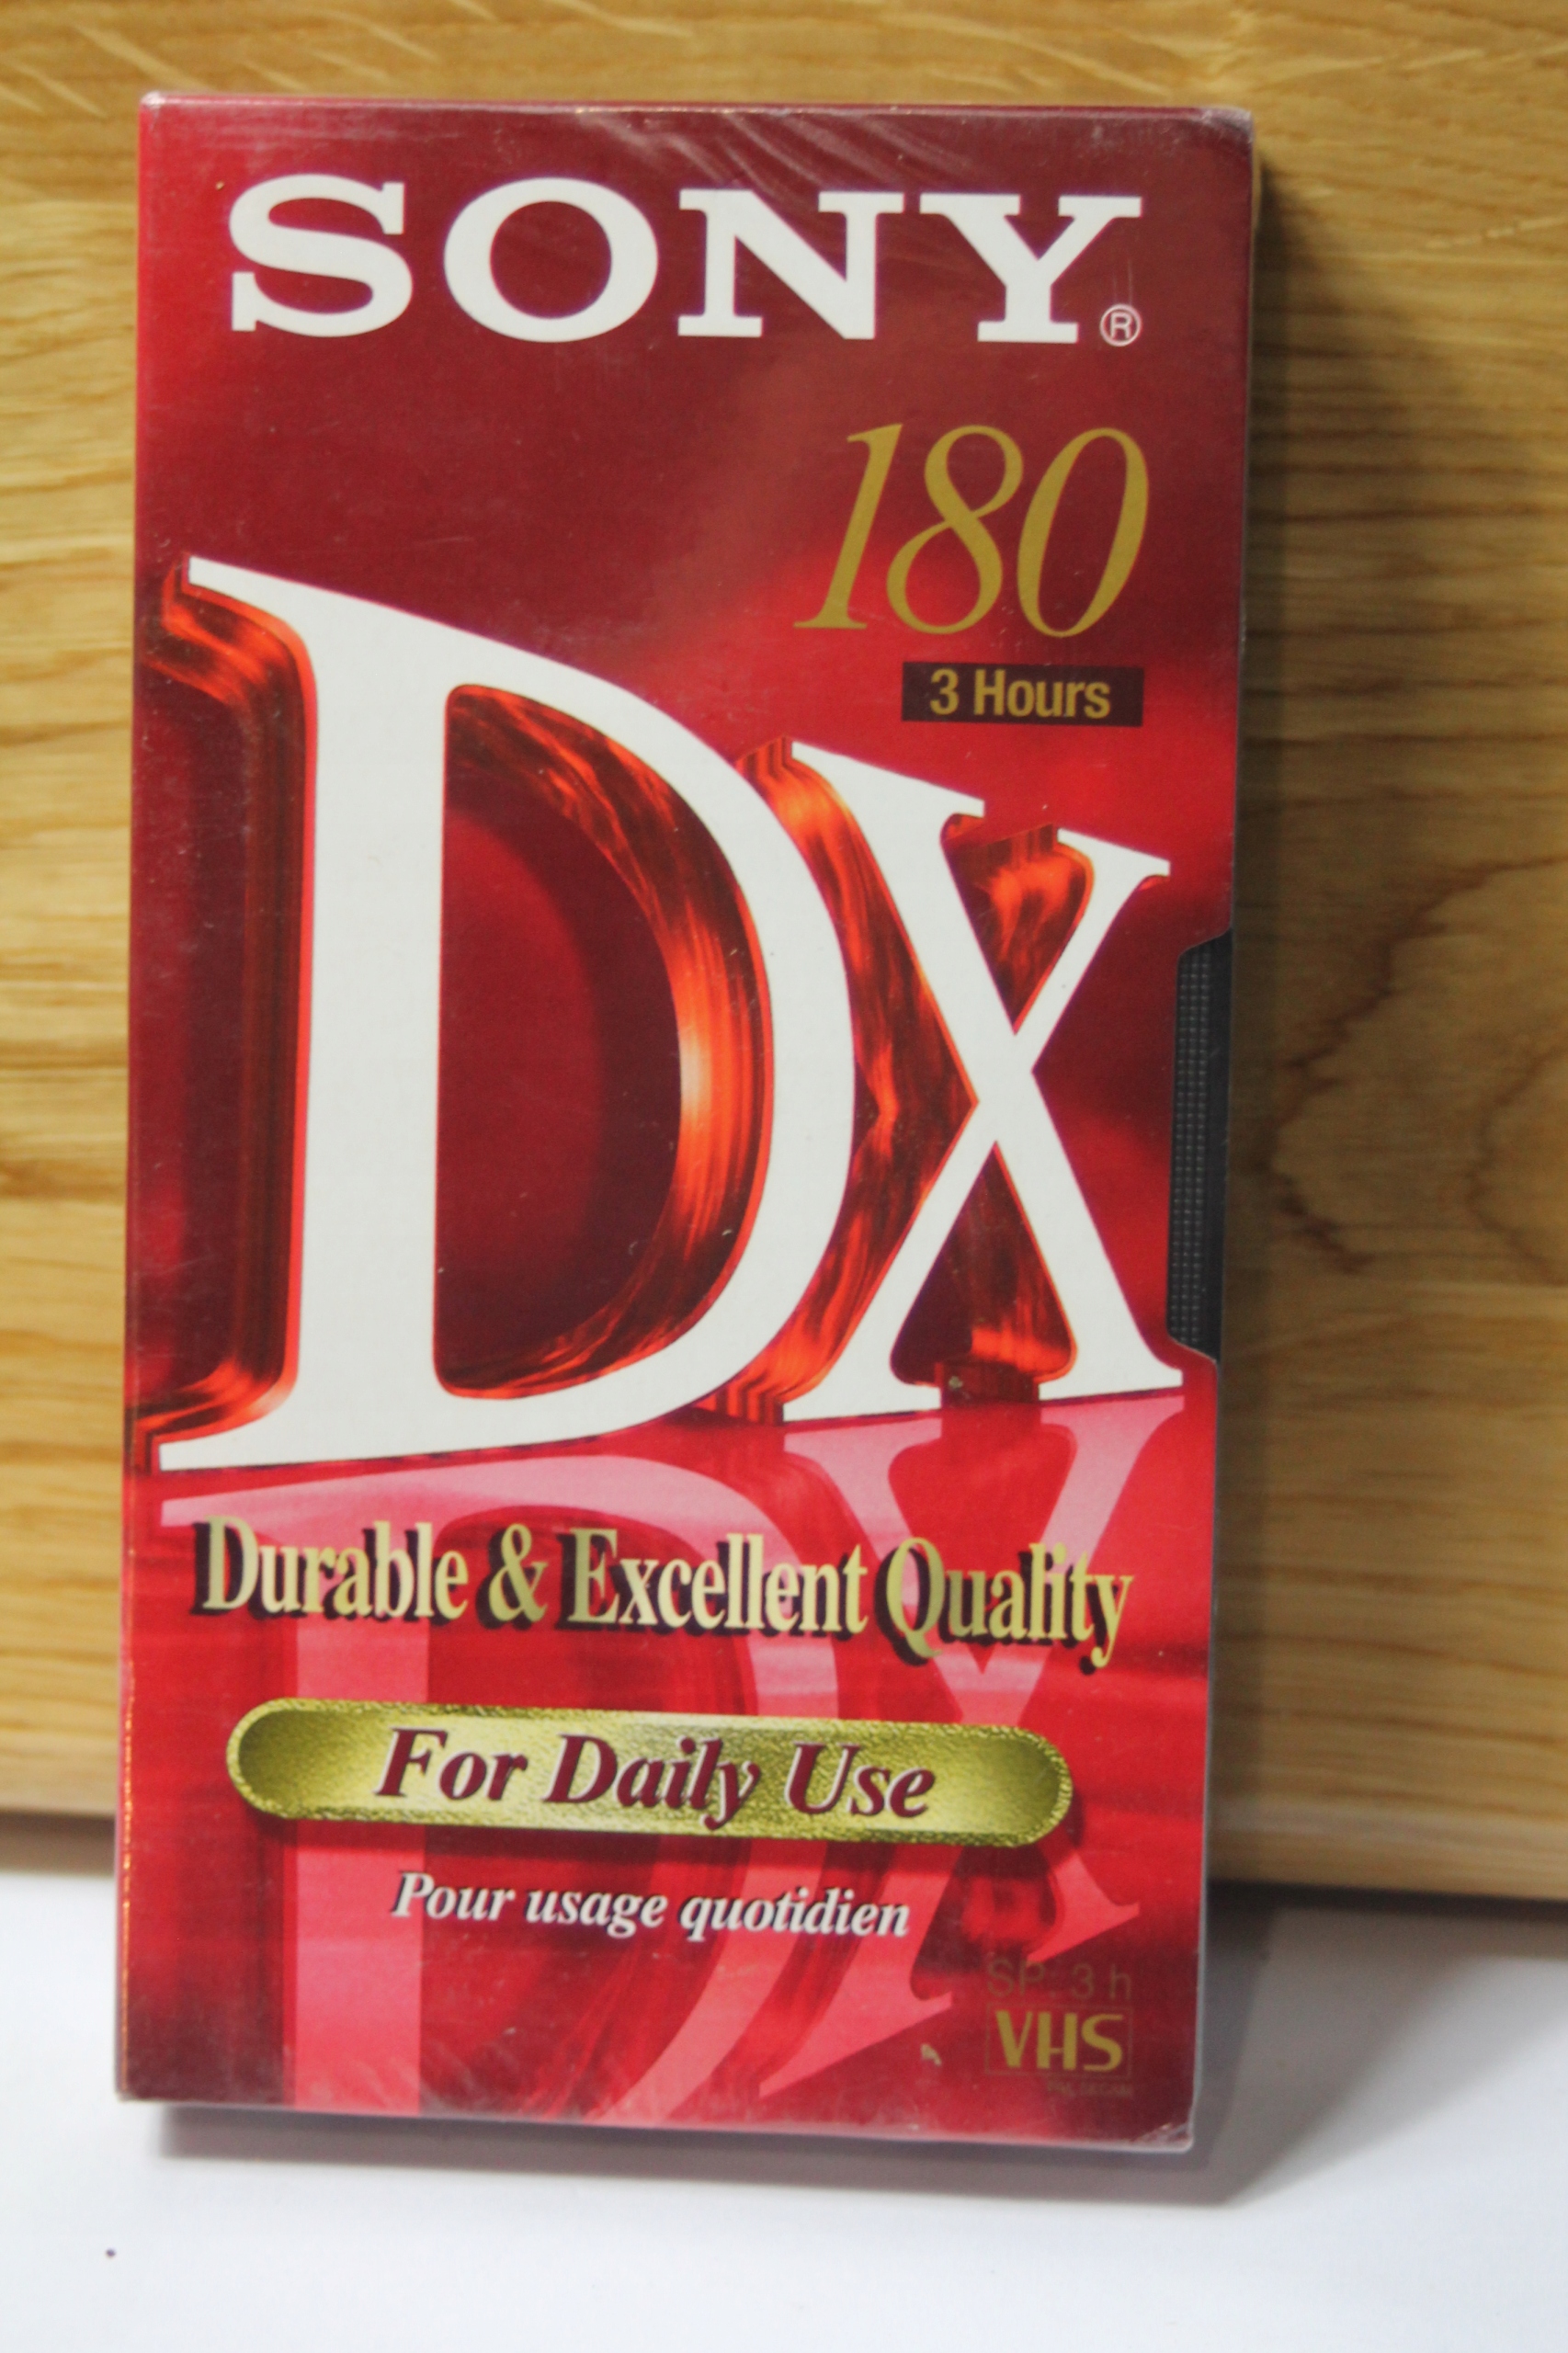 SONY®
180
3 Hours
DX
Durable & Excellent Quality
For Daily Use
Pour usage quotidien
SP: 3 h
VHS